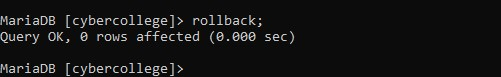 MariaDB [cybercollege]> rollback;
Query OK, 0 rows affected (0.000 sec)
MariaDB [cybercollege]>